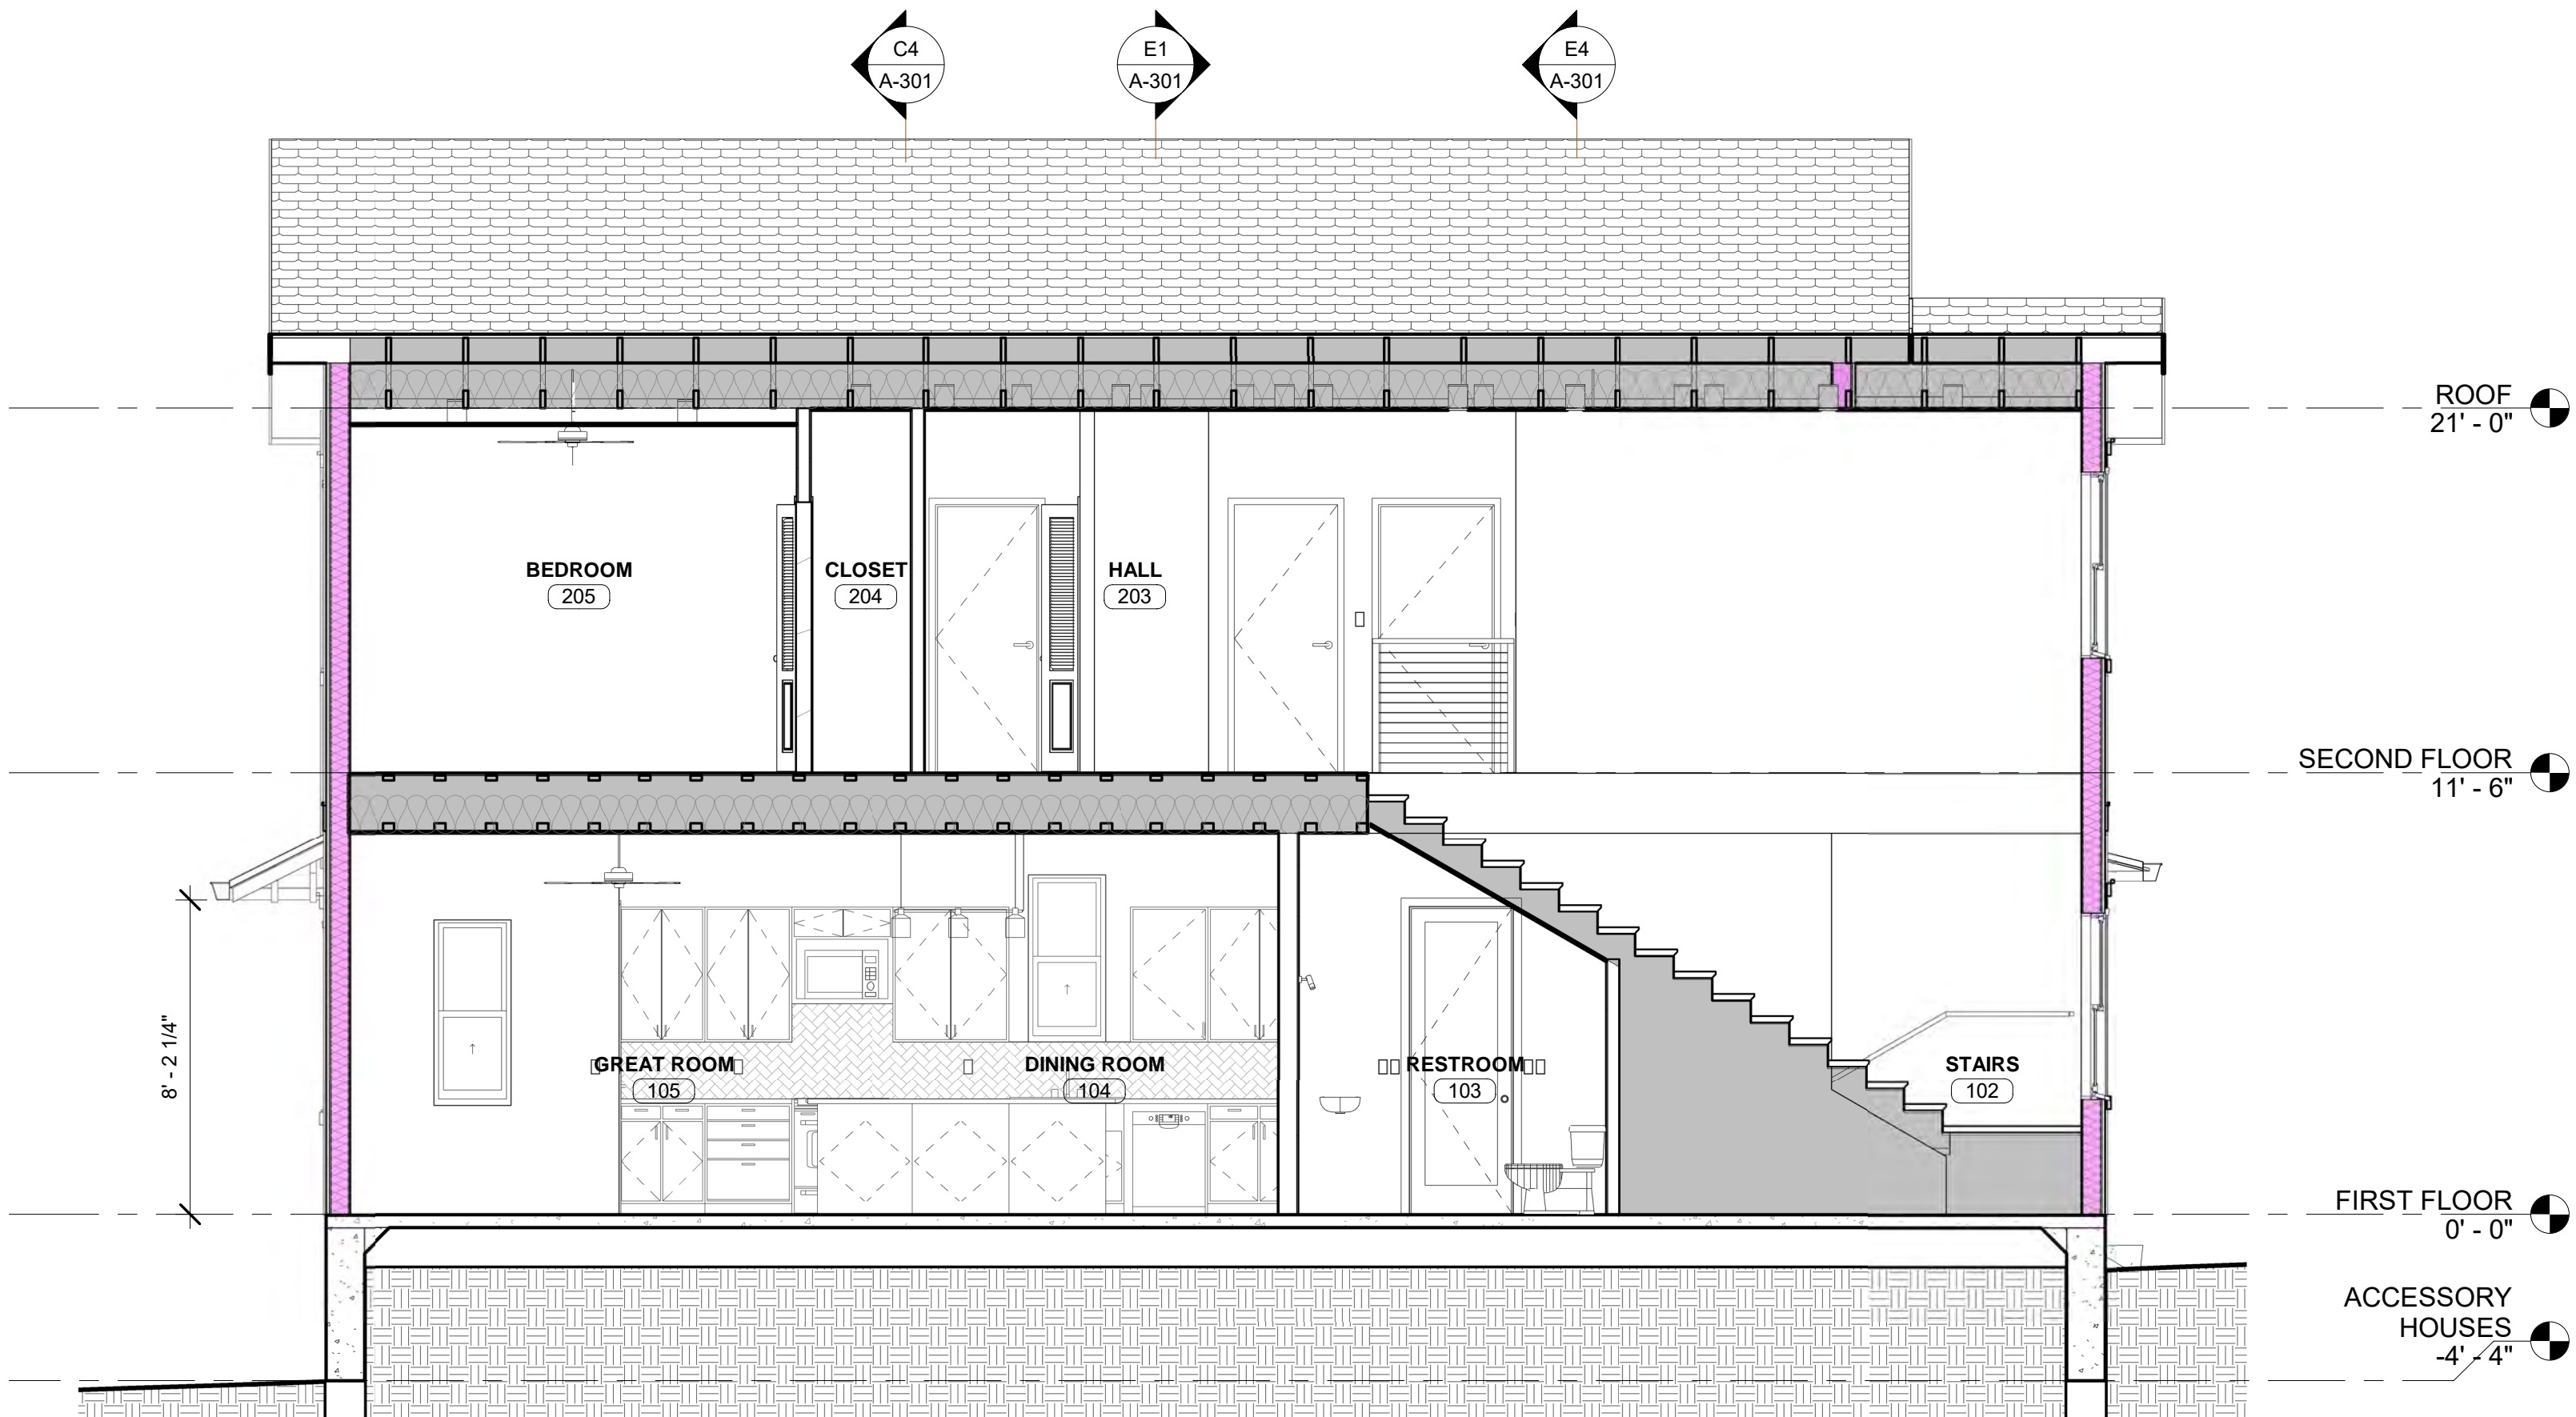 C4
A-301
E1
A-301
E4
A-301
ROOF
21' - 0"
BEDROOM
205
CLOSET
204
HALL
203
SECOND FLOOR
11' - 6"
8' - 2 1/4"
GREAT ROOM
105
DINING ROOM
104
RESTROOM
103
STAIRS
102
FIRST FLOOR
0' - 0"
ACCESSORY
HOUSES
-4' - 4"